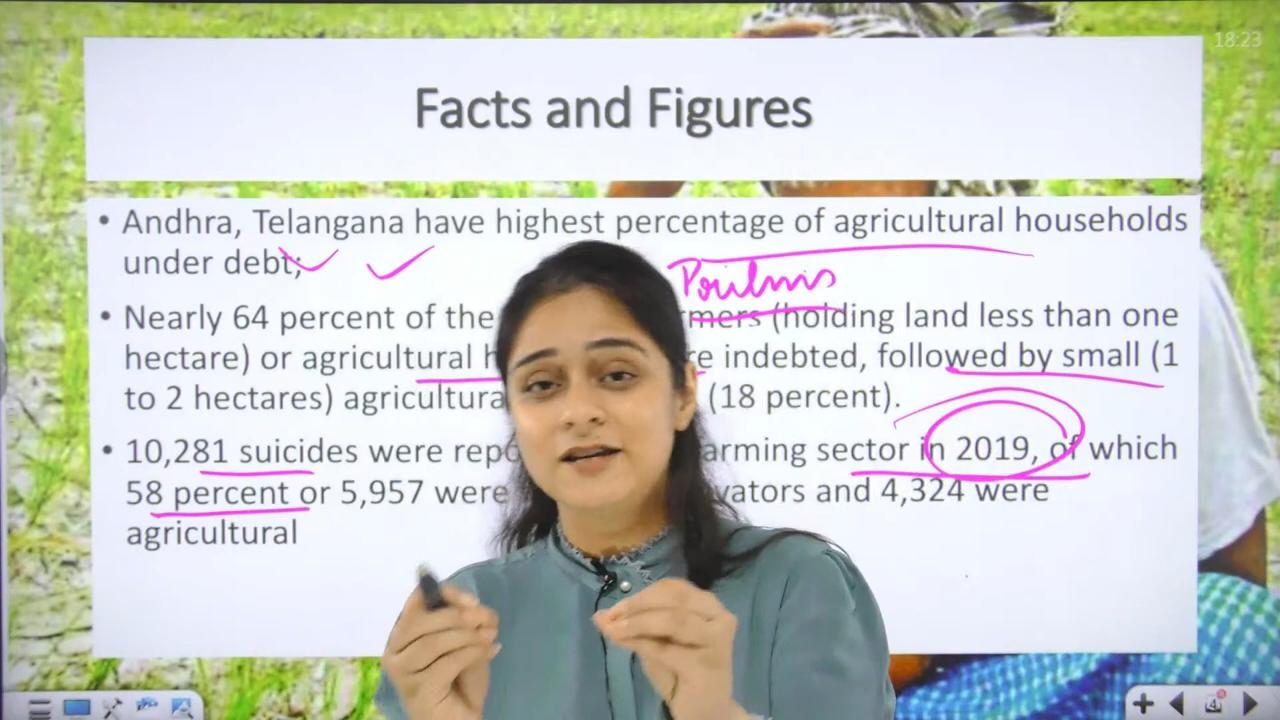 18:23
Facts and Figures
• Andhra, Telangana have highest percentage of agricultural households
under debt;
• Nearly 64 percent of the rmers (holding land less than one
hectare) or agricultural h e indebted, followed by small (1
to 2 hectares) agricultura (18 percent).
• 10,281 suicides were repo arming sector in 2019, of which
58 percent or 5,957 were vators and 4,324 were
agricultural